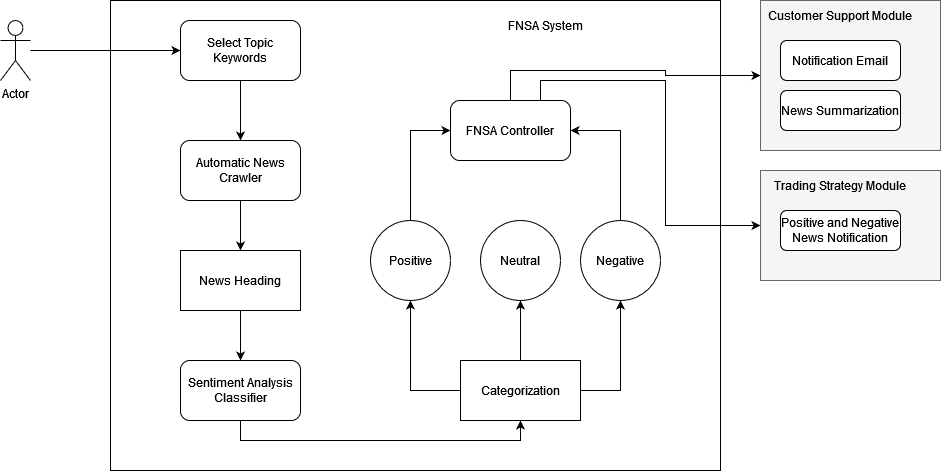 FNSA System
Customer Support Module
Notification Email
News Summarization
Trading Strategy Module
Positive and Negative
News Notification
Actor
Select Topic
Keywords
Automatic News
Crawler
News Heading
Sentiment Analysis
Classifier
FNSA Controller
Positive
Neutral
Negative
Categorization